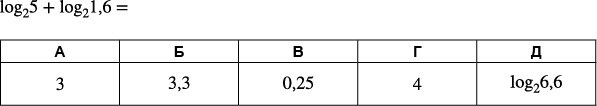 log₂5 + log₂1,6 =
А Б В Г Д
3 3,3 0,25 4 log₂6,6